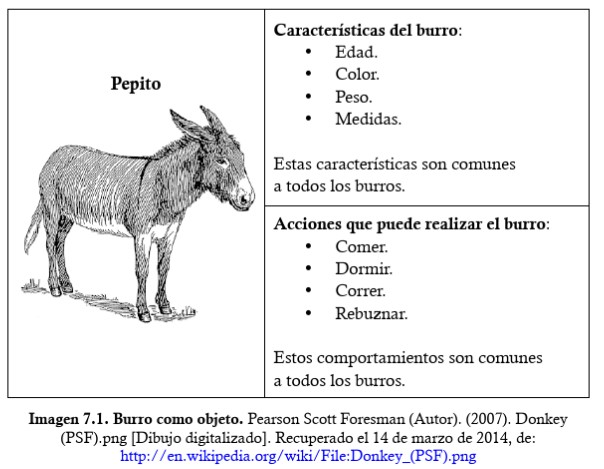 Pepito
Características del burro:
• Edad.
• Color.
• Peso.
• Medidas.
Estas características son comunes
a todos los burros.
Acciones que puede realizar el burro:
• Comer.
• Dormir.
• Correr.
• Rebuznar.
Estos comportamientos son comunes
a todos los burros.
Imagen 7.1. Burro como objeto. Pearson Scott Foresman (Autor). (2007). Donkey
(PSF).png [Dibujo digitalizado]. Recuperado el 14 de marzo de 2014, de:
http://en.wikipedia.org/wiki/File:Donkey_(PSF).png